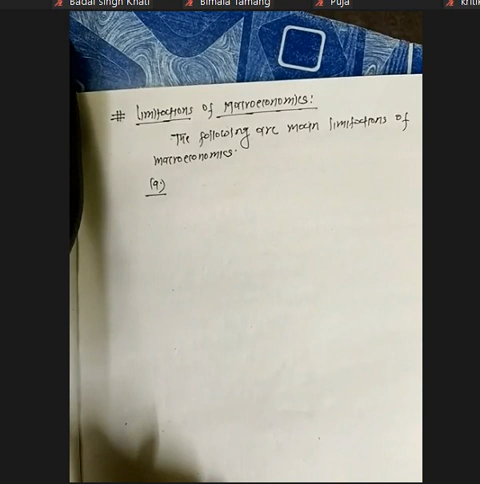 Badal singh Khati
Bimala Tamang
Puja
# Limitations of Macroeconomics:
The following are main limitations of
macroeconomics.
(a.)